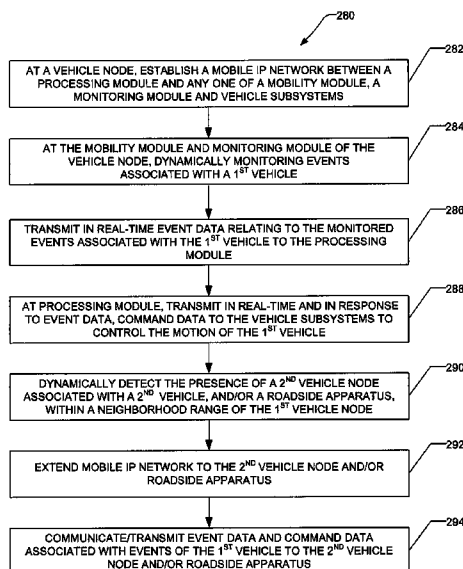 280
AT A VEHICLE NODE, ESTABLISH A MOBILE IP NETWORK BETWEEN A
PROCESSING MODULE AND ANY ONE OF A MOBILITY MODULE, A
MONITORING MODULE AND VEHICLE SUBSYSTEMS
282
AT THE MOBILITY MODULE AND MONITORING MODULE OF THE
VEHICLE NODE, DYNAMICALLY MONITORING EVENTS
ASSOCIATED WITH A 1ST VEHICLE
284
TRANSMIT IN REAL-TIME EVENT DATA RELATING TO THE MONITORED
EVENTS ASSOCIATED WITH THE 1ST VEHICLE TO THE PROCESSING
MODULE
286
AT PROCESSING MODULE, TRANSMIT IN REAL-TIME AND IN RESPONSE
TO EVENT DATA, COMMAND DATA TO THE VEHICLE SUBSYSTEMS TO
CONTROL THE MOTION OF THE 1ST VEHICLE
288
DYNAMICALLY DETECT THE PRESENCE OF A 2ND VEHICLE NODE
ASSOCIATED WITH A 2ND VEHICLE, AND/OR A ROADSIDE APPARATUS,
WITHIN A NEIGHBORHOOD RANGE OF THE 1ST VEHICLE NODE
290
EXTEND MOBILE IP NETWORK TO THE 2ND VEHICLE NODE AND/OR
ROADSIDE APPARATUS
292
COMMUNICATE/TRANSMIT EVENT DATA AND COMMAND DATA
ASSOCIATED WITH EVENTS OF THE 1ST VEHICLE TO THE 2ND VEHICLE
NODE AND/OR ROADSIDE APPARATUS
294